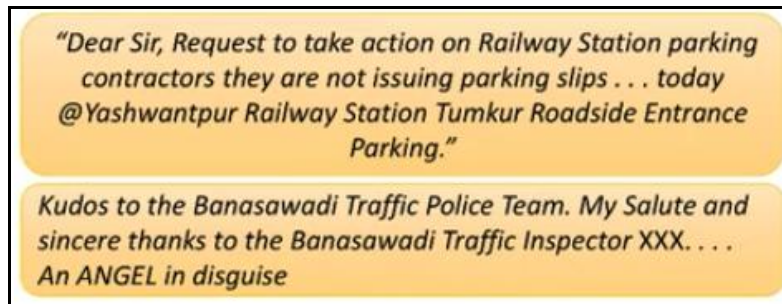 “Dear Sir, Request to take action on Railway Station parking
contractors they are not issuing parking slips . . . today
@Yashwantpur Railway Station Tumkur Roadside Entrance
Parking.”
Kudos to the Banasawadi Traffic Police Team. My Salute and
sincere thanks to the Banasawadi Traffic Inspector XXX. . . .
An ANGEL in disguise